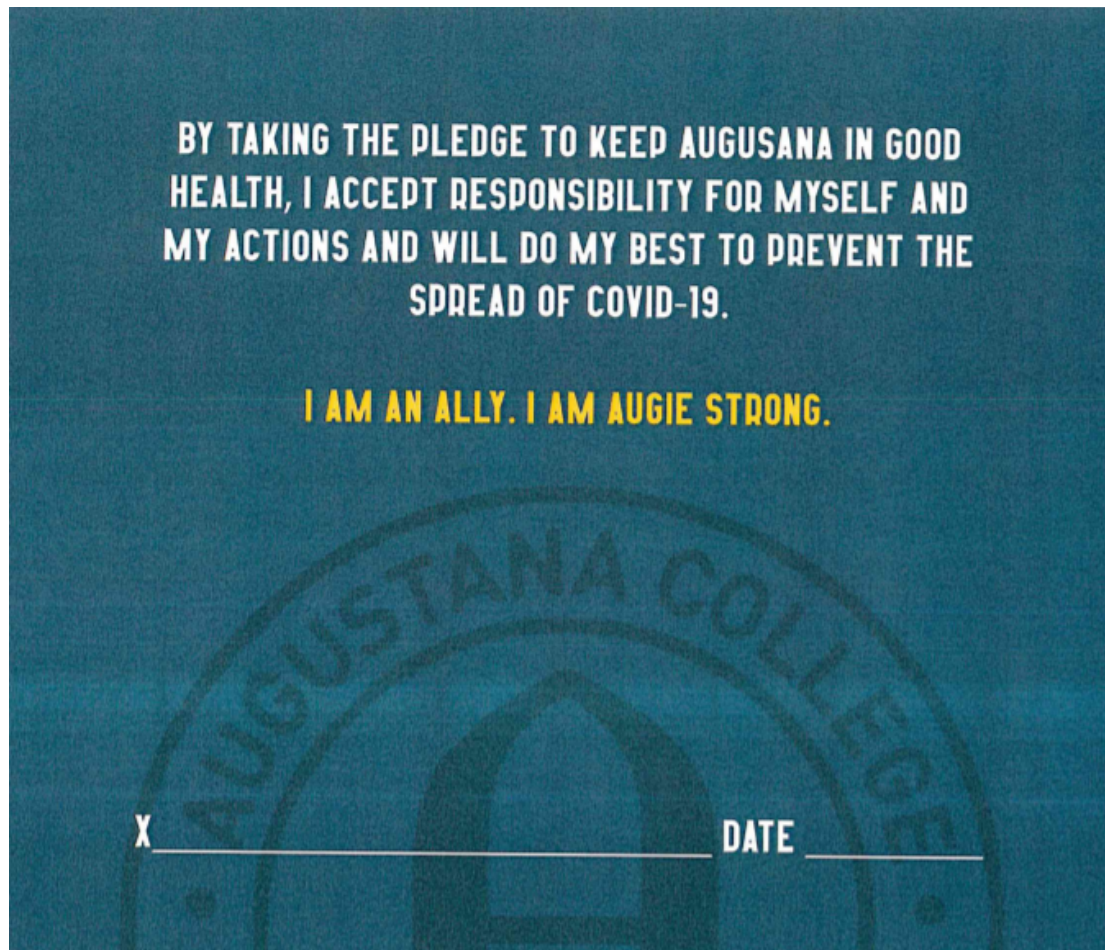 BY TAKING THE PLEDGE TO KEEP AUGUSANA IN GOOD
HEALTH, I ACCEPT RESPONSIBILITY FOR MYSELF AND
MY ACTIONS AND WILL DO MY BEST TO PREVENT THE
SPREAD OF COVID-19.
I AM AN ALLY. I AM AUGIE STRONG.
AUGUSTANA COLLEGE
X DATE